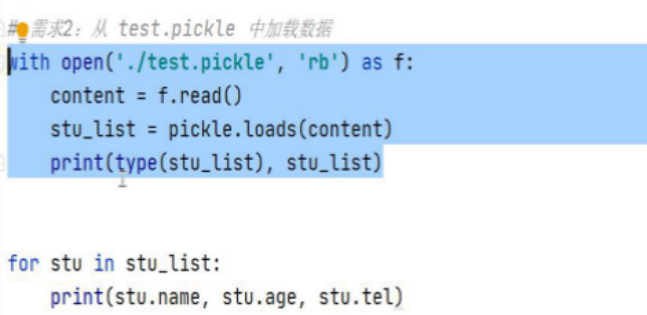 # 需求2: 从 test.pickle 中加载数据
with open('./test.pickle', 'rb') as f:
    content = f.read()
    stu_list = pickle.loads(content)
    print(type(stu_list), stu_list)
for stu in stu_list:
    print(stu.name, stu.age, stu.tel)